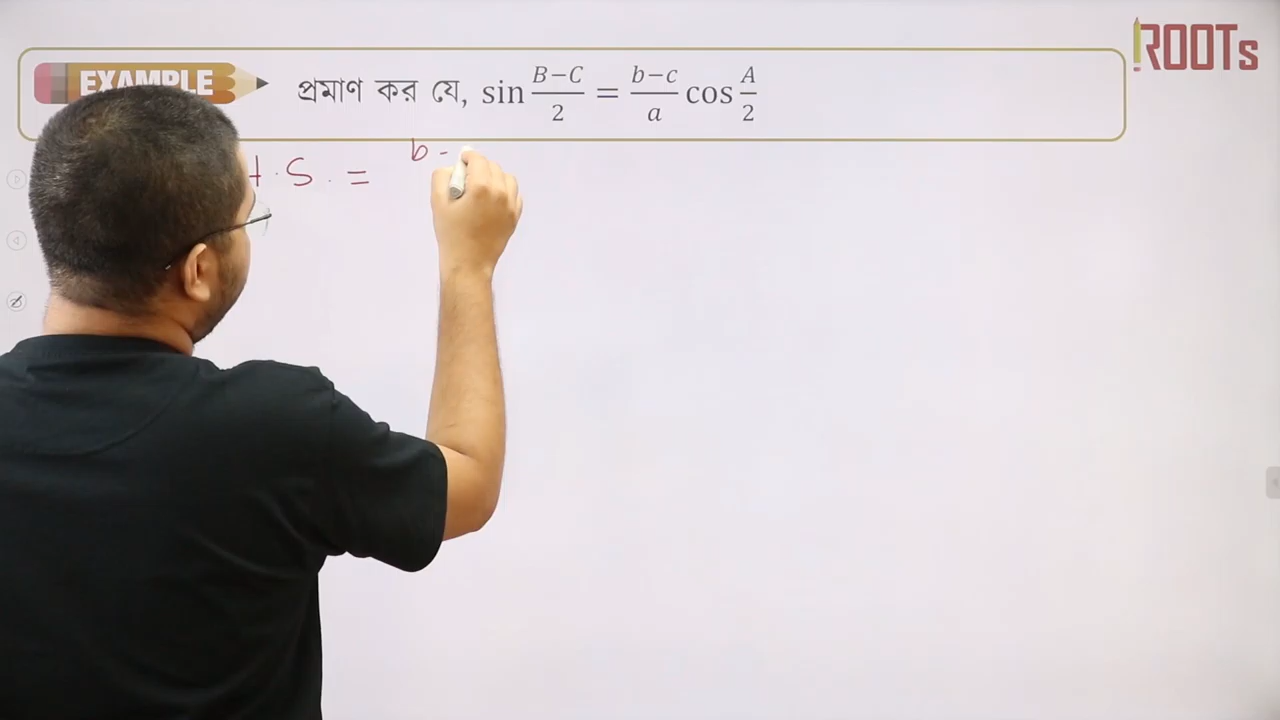 ROOTs
EXAMPLE প্রমাণ কর যে, sin (B−C)/2 = (b−c)/a cos A/2
H.S. = b -